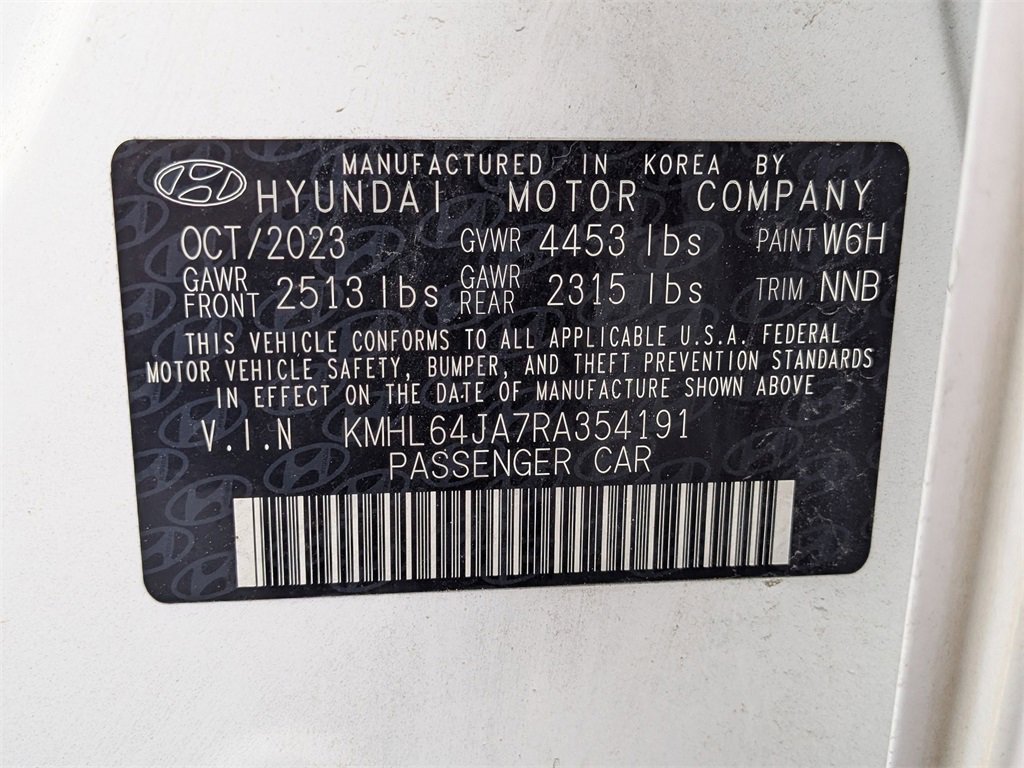 MANUFACTURED IN KOREA BY
HYUNDAI MOTOR COMPANY
OCT/2023 GVWR 4453 lbs PAINT W6H
GAWR FRONT 2513 lbs GAWR REAR 2315 lbs TRIM NNB
THIS VEHICLE CONFORMS TO ALL APPLICABLE U.S.A. FEDERAL
MOTOR VEHICLE SAFETY, BUMPER, AND THEFT PREVENTION STANDARDS
IN EFFECT ON THE DATE OF MANUFACTURE SHOWN ABOVE
V.I.N KMHL64JA7RA354191
PASSENGER CAR